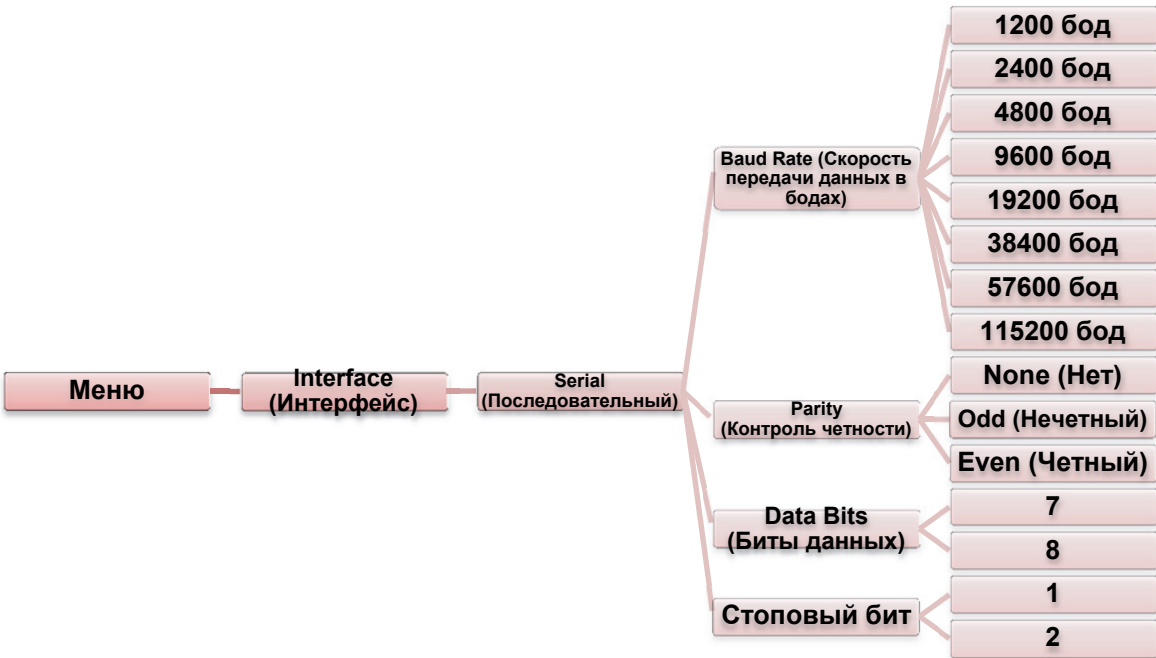 Меню
Interface
(Интерфейс)
Serial
(Последовательный)
Baud Rate (Скорость
передачи данных в
бодах)
1200 бод
2400 бод
4800 бод
9600 бод
19200 бод
38400 бод
57600 бод
115200 бод
Parity
(Контроль четности)
None (Нет)
Odd (Нечетный)
Even (Четный)
Data Bits
(Биты данных)
7
8
Стоповый бит
1
2